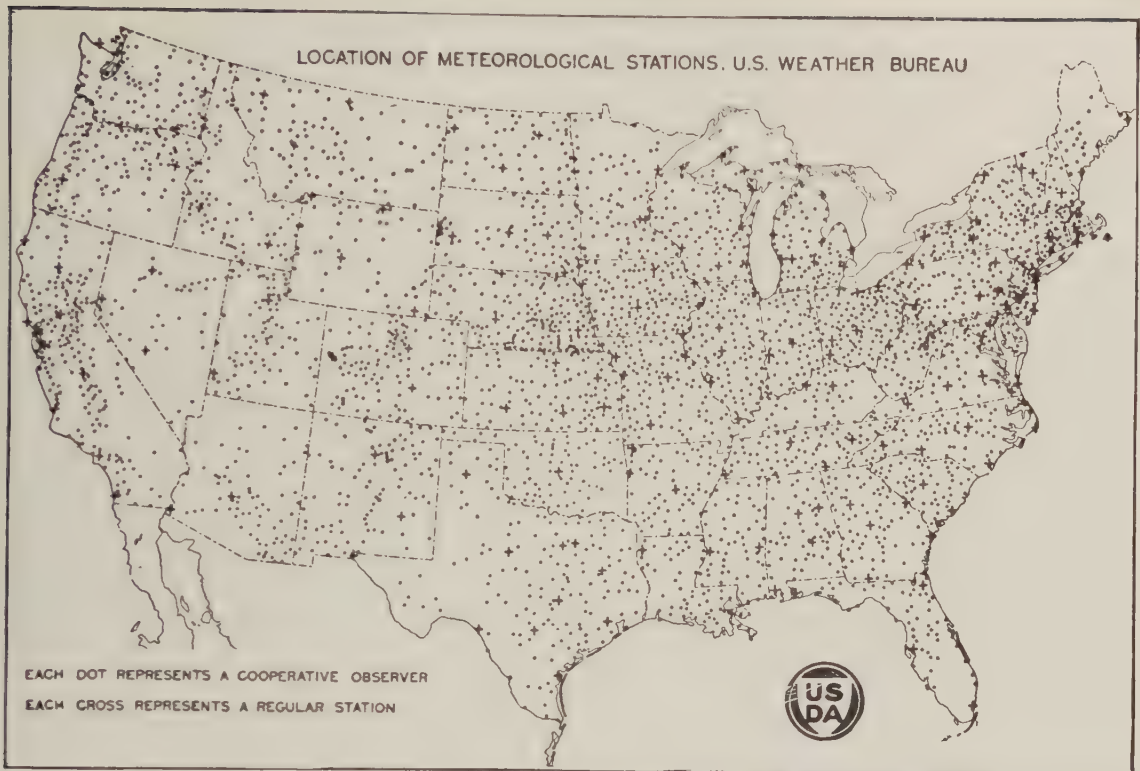 LOCATION OF METEOROLOGICAL STATIONS. U.S. WEATHER BUREAU
EACH DOT REPRESENTS A COOPERATIVE OBSERVER
EACH CROSS REPRESENTS A REGULAR STATION
US
DA